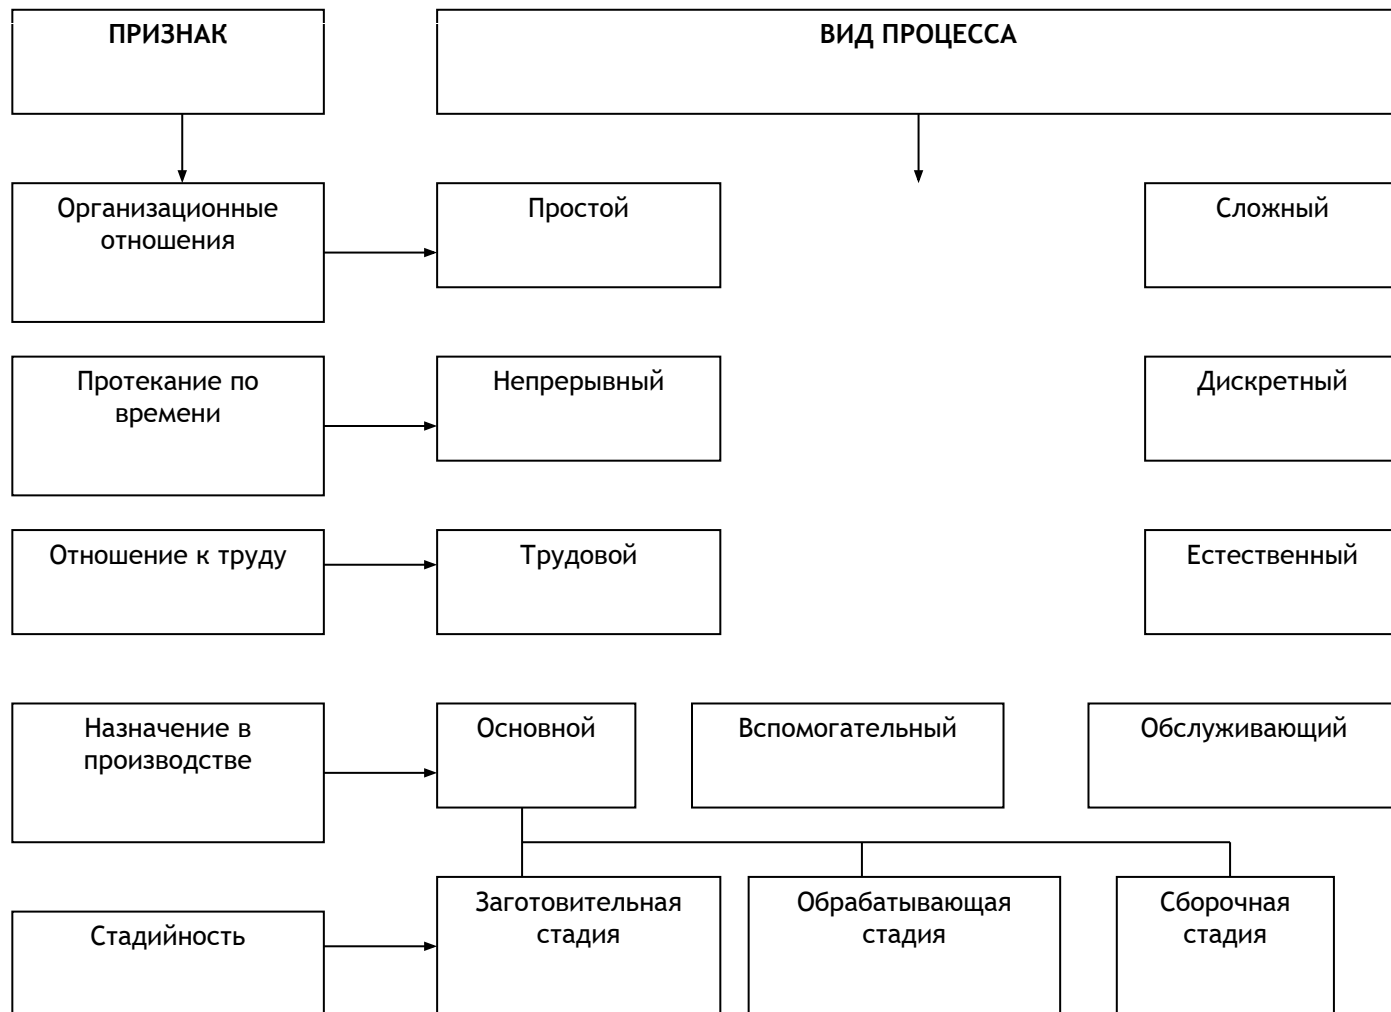 ПРИЗНАК
ВИД ПРОЦЕССА
Организационные
отношения
Простой
Сложный
Протекание по
времени
Непрерывный
Дискретный
Отношение к труду
Трудовой
Естественный
Назначение в
производстве
Основной
Вспомогательный
Обслуживающий
Стадийность
Заготовительная
стадия
Обрабатывающая
стадия
Сборочная
стадия